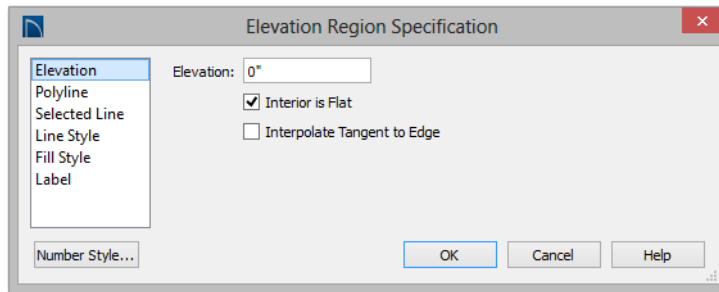 Elevation Region Specification
Elevation
Polyline
Selected Line
Line Style
Fill Style
Label
Elevation: 0"
Interior is Flat
Interpolate Tangent to Edge
Number Style...
OK
Cancel
Help